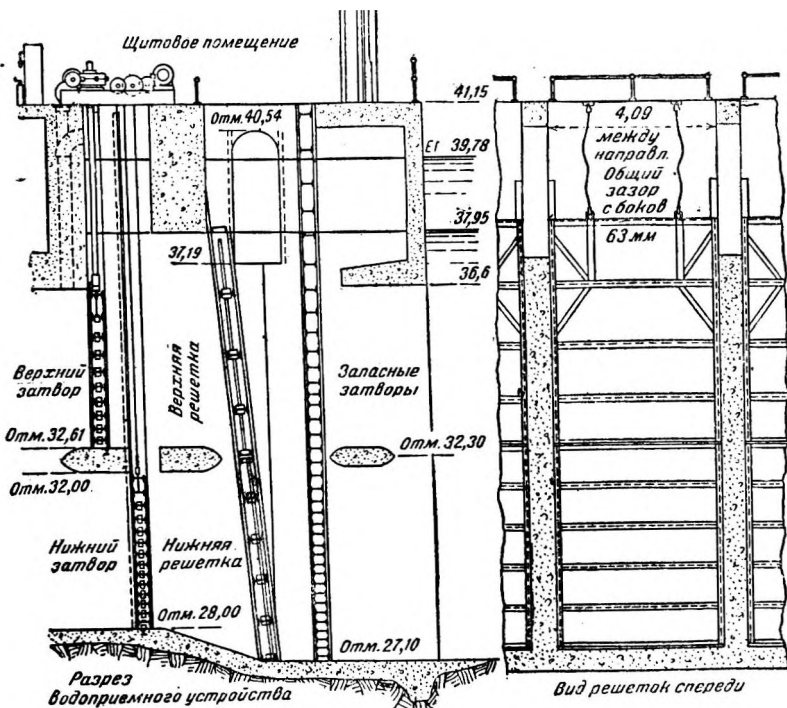 Щитовое помещение
41,15
Отм. 40,54
4,09
между
направл.
Общий
зазор
с боков
63 мм
39,78
37,95
37,19
36,6
Верхний
затвор
Верхняя
решетка
Запасные
затворы
Отм. 32,61
Отм. 32,30
Отм. 32,00
Нижний
затвор
Нижняя
решетка
Отм. 28,00
Отм. 27,10
Разрез
водоприемного устройства
Вид решеток спереди